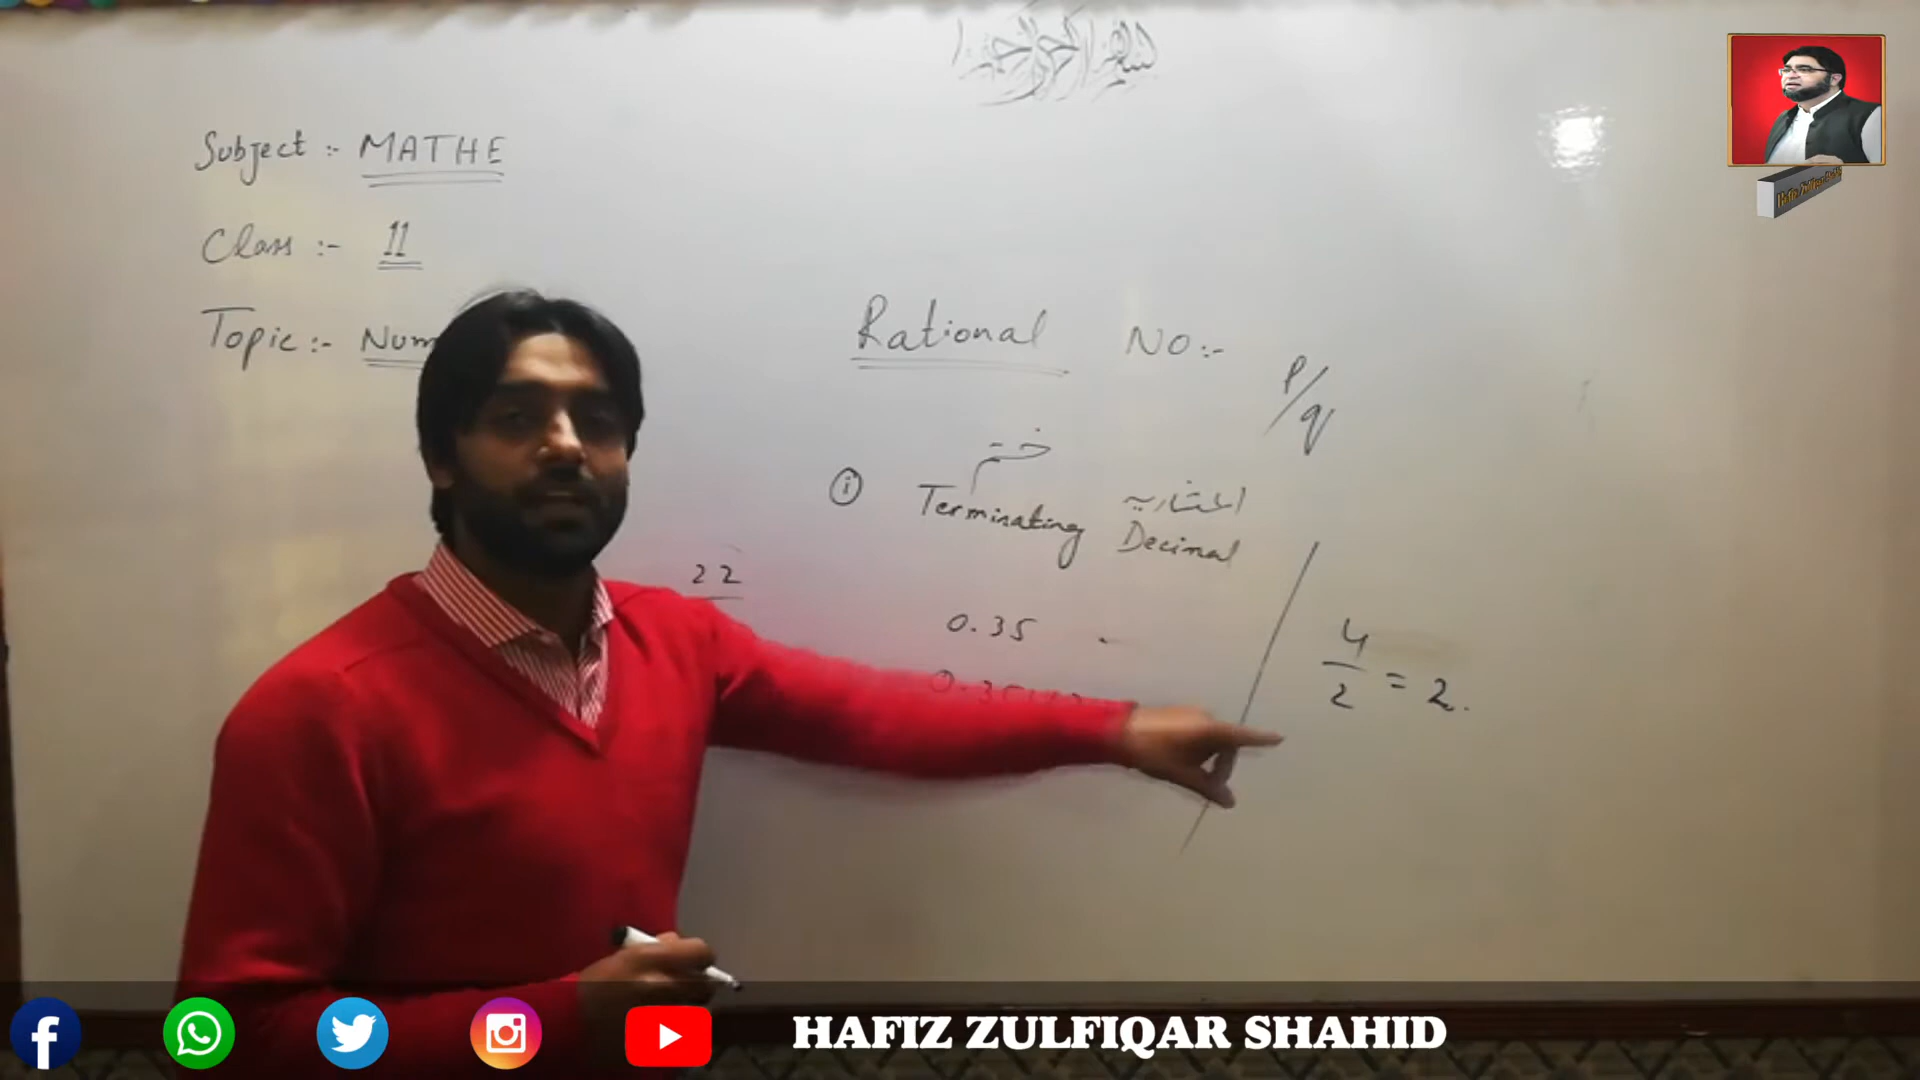 Subject :- MATHE
Class :- 11
Topic :- Num
Rational NO:-
P/q
ختم
اعشاریہ
(i) Terminating Decimal
22
0.35
4/2 = 2.
HAFIZ ZULFIQAR SHAHID